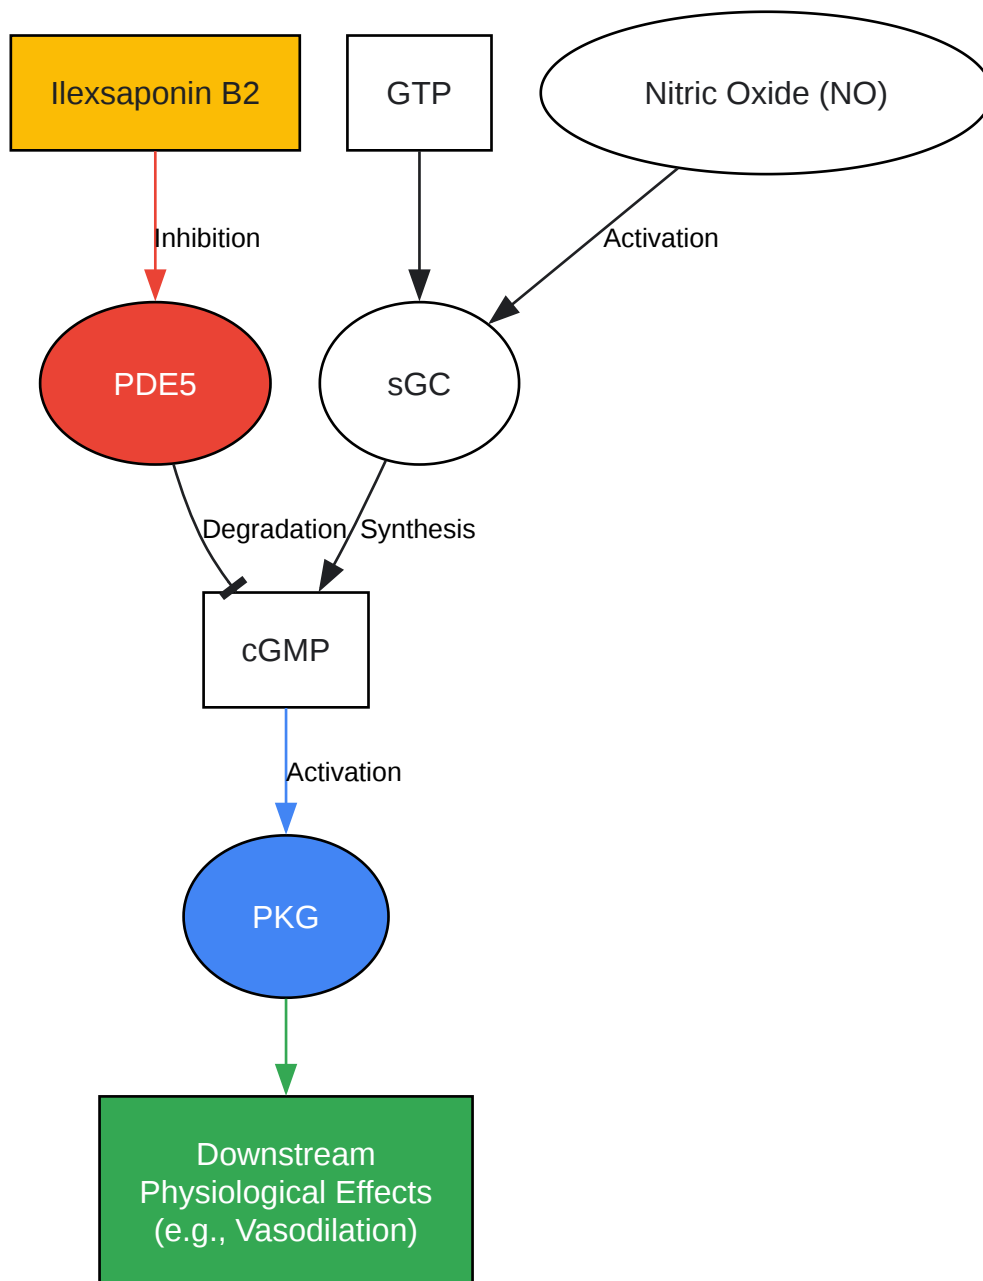 Ilexsaponin B2
GTP
Nitric Oxide (NO)
Inhibition
Activation
PDE5
sGC
Degradation
Synthesis
cGMP
Activation
PKG
Downstream
Physiological Effects
(e.g., Vasodilation)